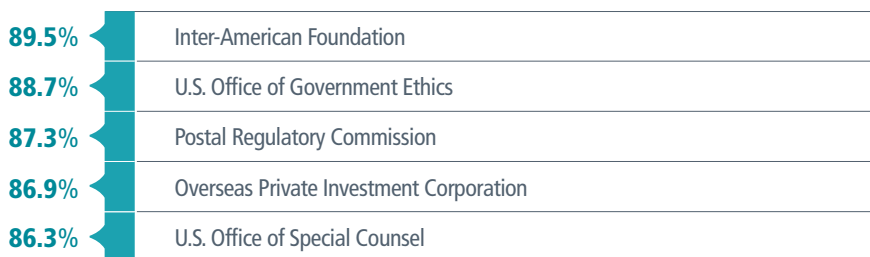 89.5% Inter-American Foundation
88.7% U.S. Office of Government Ethics
87.3% Postal Regulatory Commission
86.9% Overseas Private Investment Corporation
86.3% U.S. Office of Special Counsel